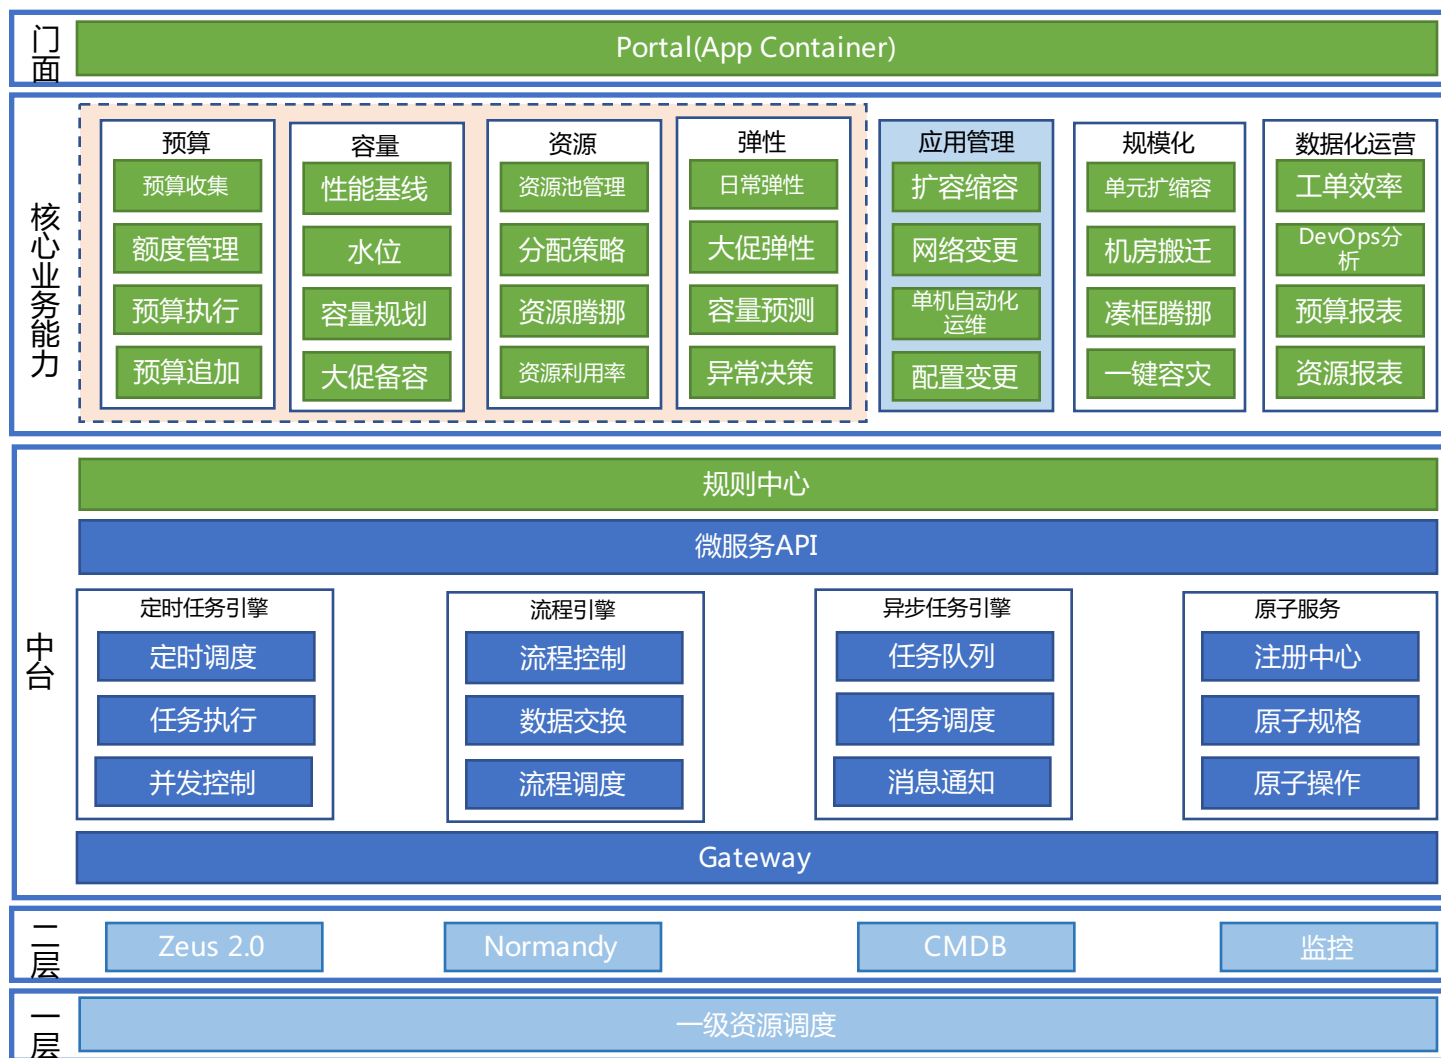 门面
Portal(App Container)
核心业务能力
预算
预算收集
额度管理
预算执行
预算追加
容量
性能基线
水位
容量规划
大促备容
资源
资源池管理
分配策略
资源腾挪
资源利用率
弹性
日常弹性
大促弹性
容量预测
异常决策
应用管理
扩容缩容
网络变更
单机自动化
运维
配置变更
规模化
单元扩缩容
机房搬迁
凑框腾挪
一键容灾
数据化运营
工单效率
DevOps分
析
预算报表
资源报表
中台
规则中心
微服务API
定时任务引擎
定时调度
任务执行
并发控制
流程引擎
流程控制
数据交换
流程调度
异步任务引擎
任务队列
任务调度
消息通知
原子服务
注册中心
原子规格
原子操作
Gateway
二层
Zeus 2.0
Normandy
CMDB
监控
一层
一级资源调度